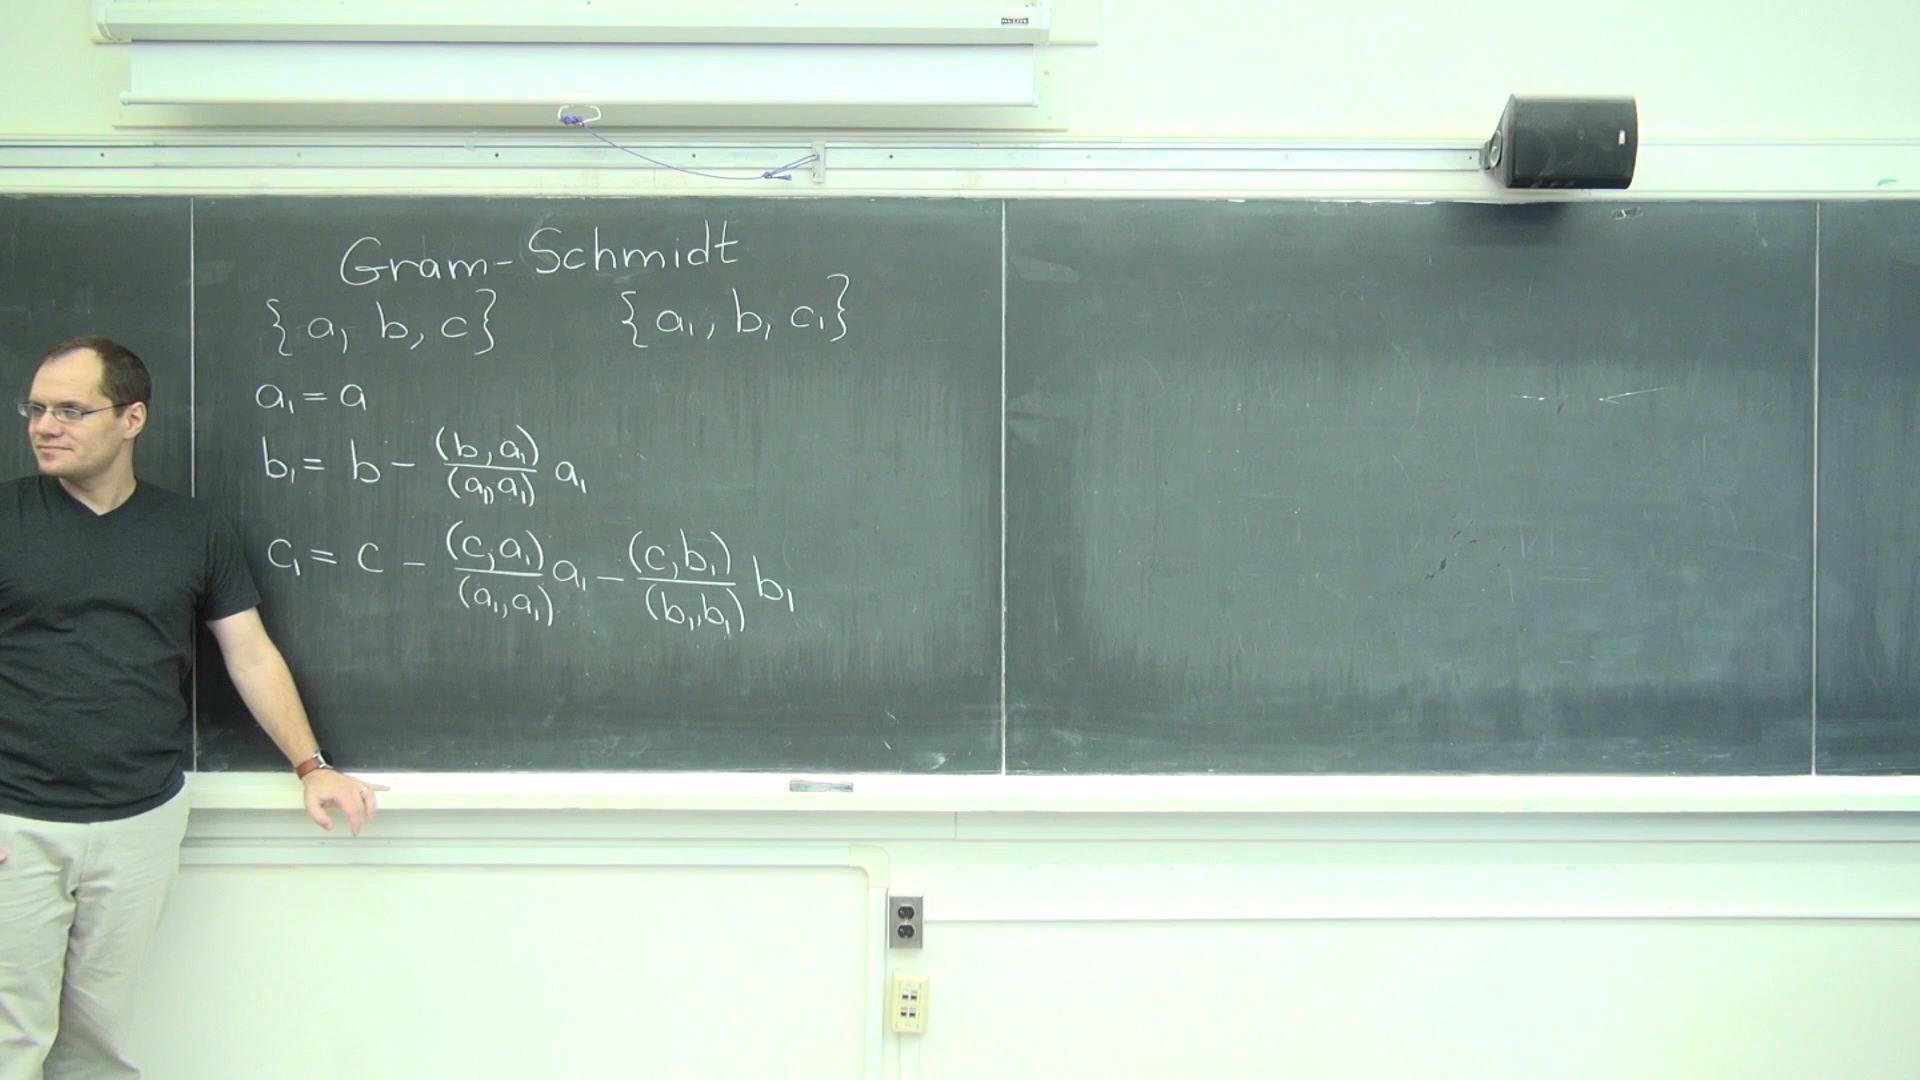 Gram-Schmidt
{a, b, c} {a₁, b, c₁}
a₁ = a
b₁ = b - (b, a₁)/(a₁, a₁) a₁
c₁ = c - (c, a₁)/(a₁, a₁) a₁ - (c, b₁)/(b₁, b₁) b₁